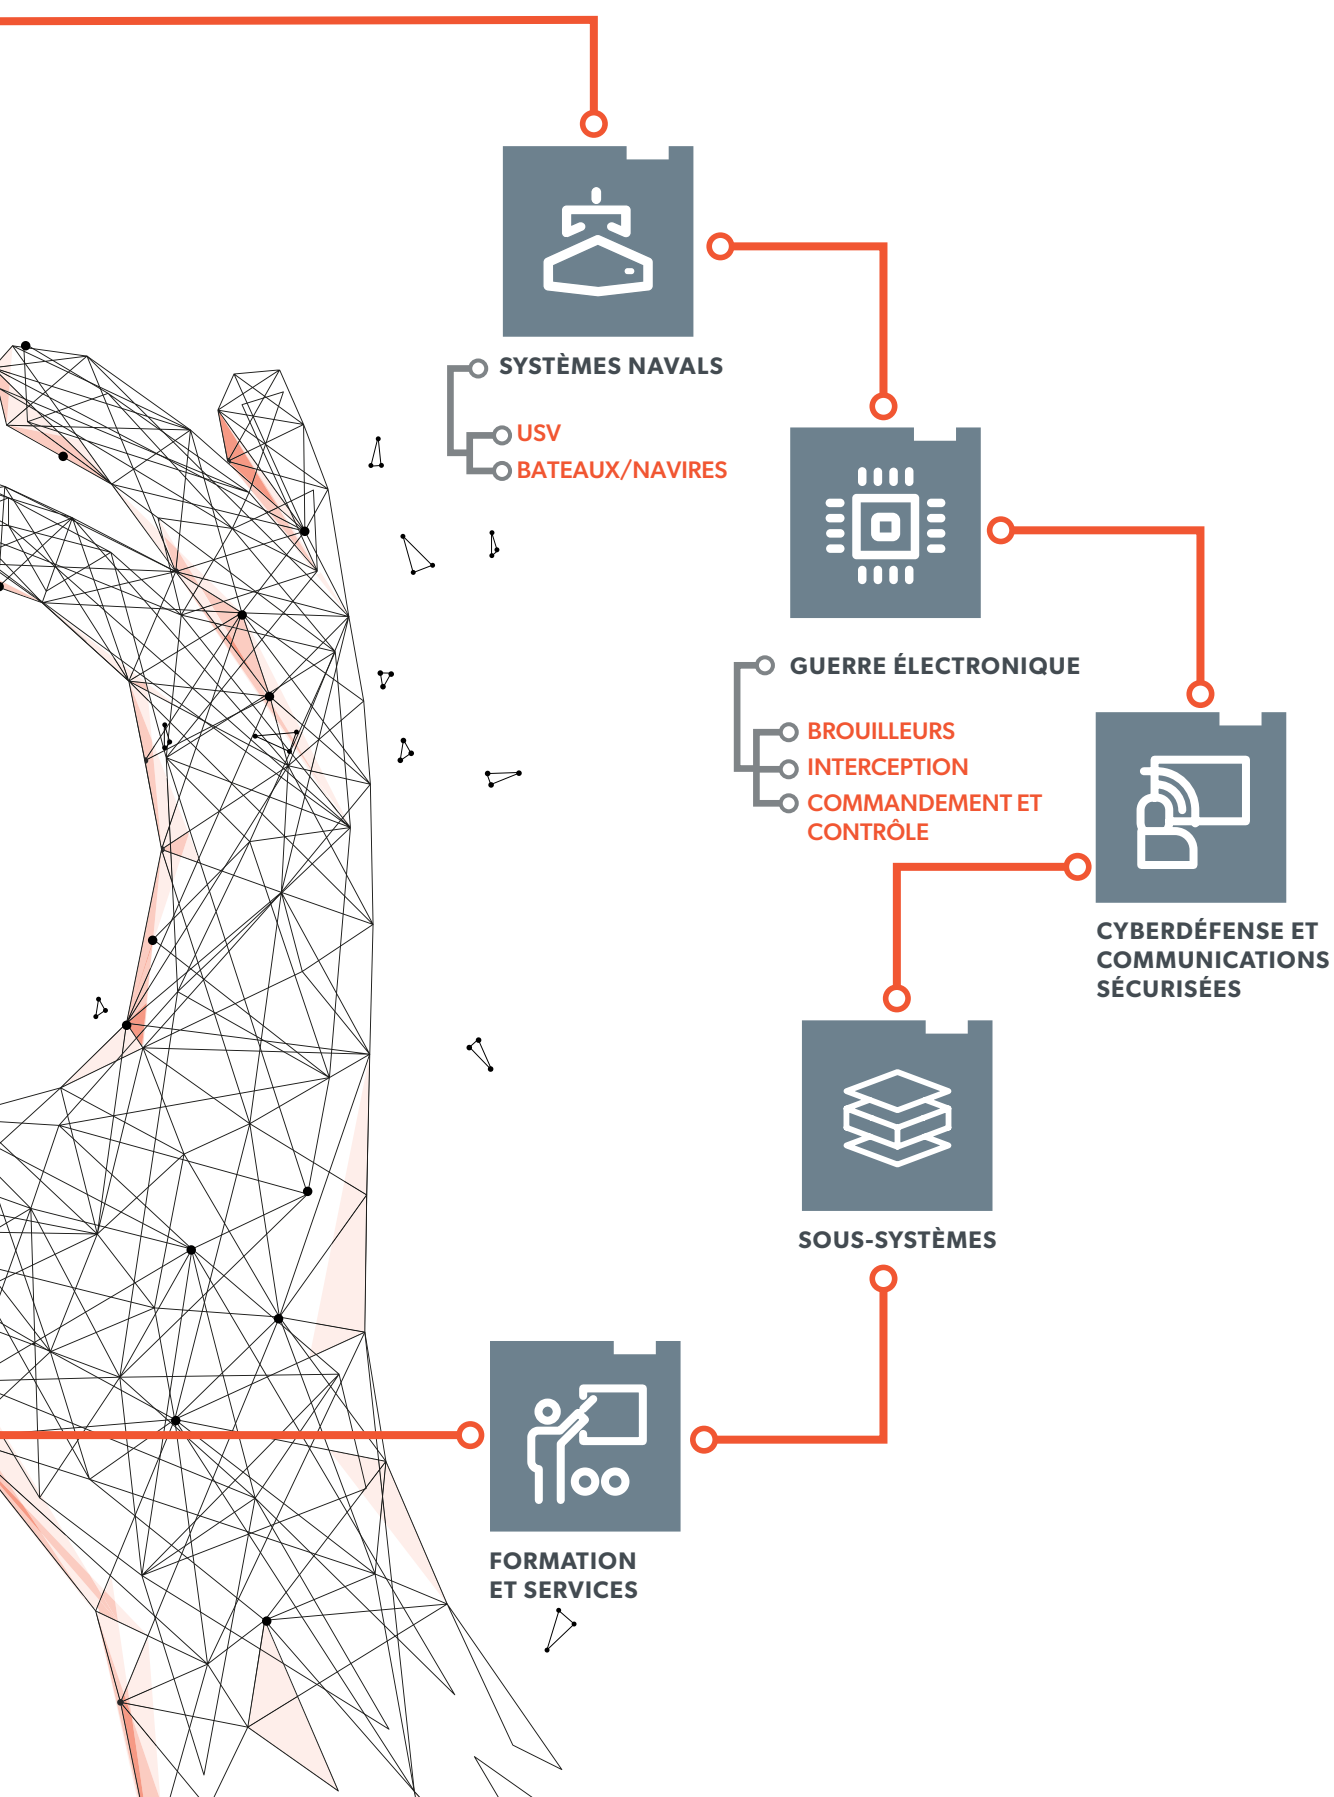 SYSTÈMES NAVALS
USV
BATEAUX/NAVIRES
GUERRE ÉLECTRONIQUE
BROUILLEURS
INTERCEPTION
COMMANDEMENT ET
CONTRÔLE
CYBERDÉFENSE ET
COMMUNICATIONS
SÉCURISÉES
SOUS-SYSTÈMES
FORMATION
ET SERVICES